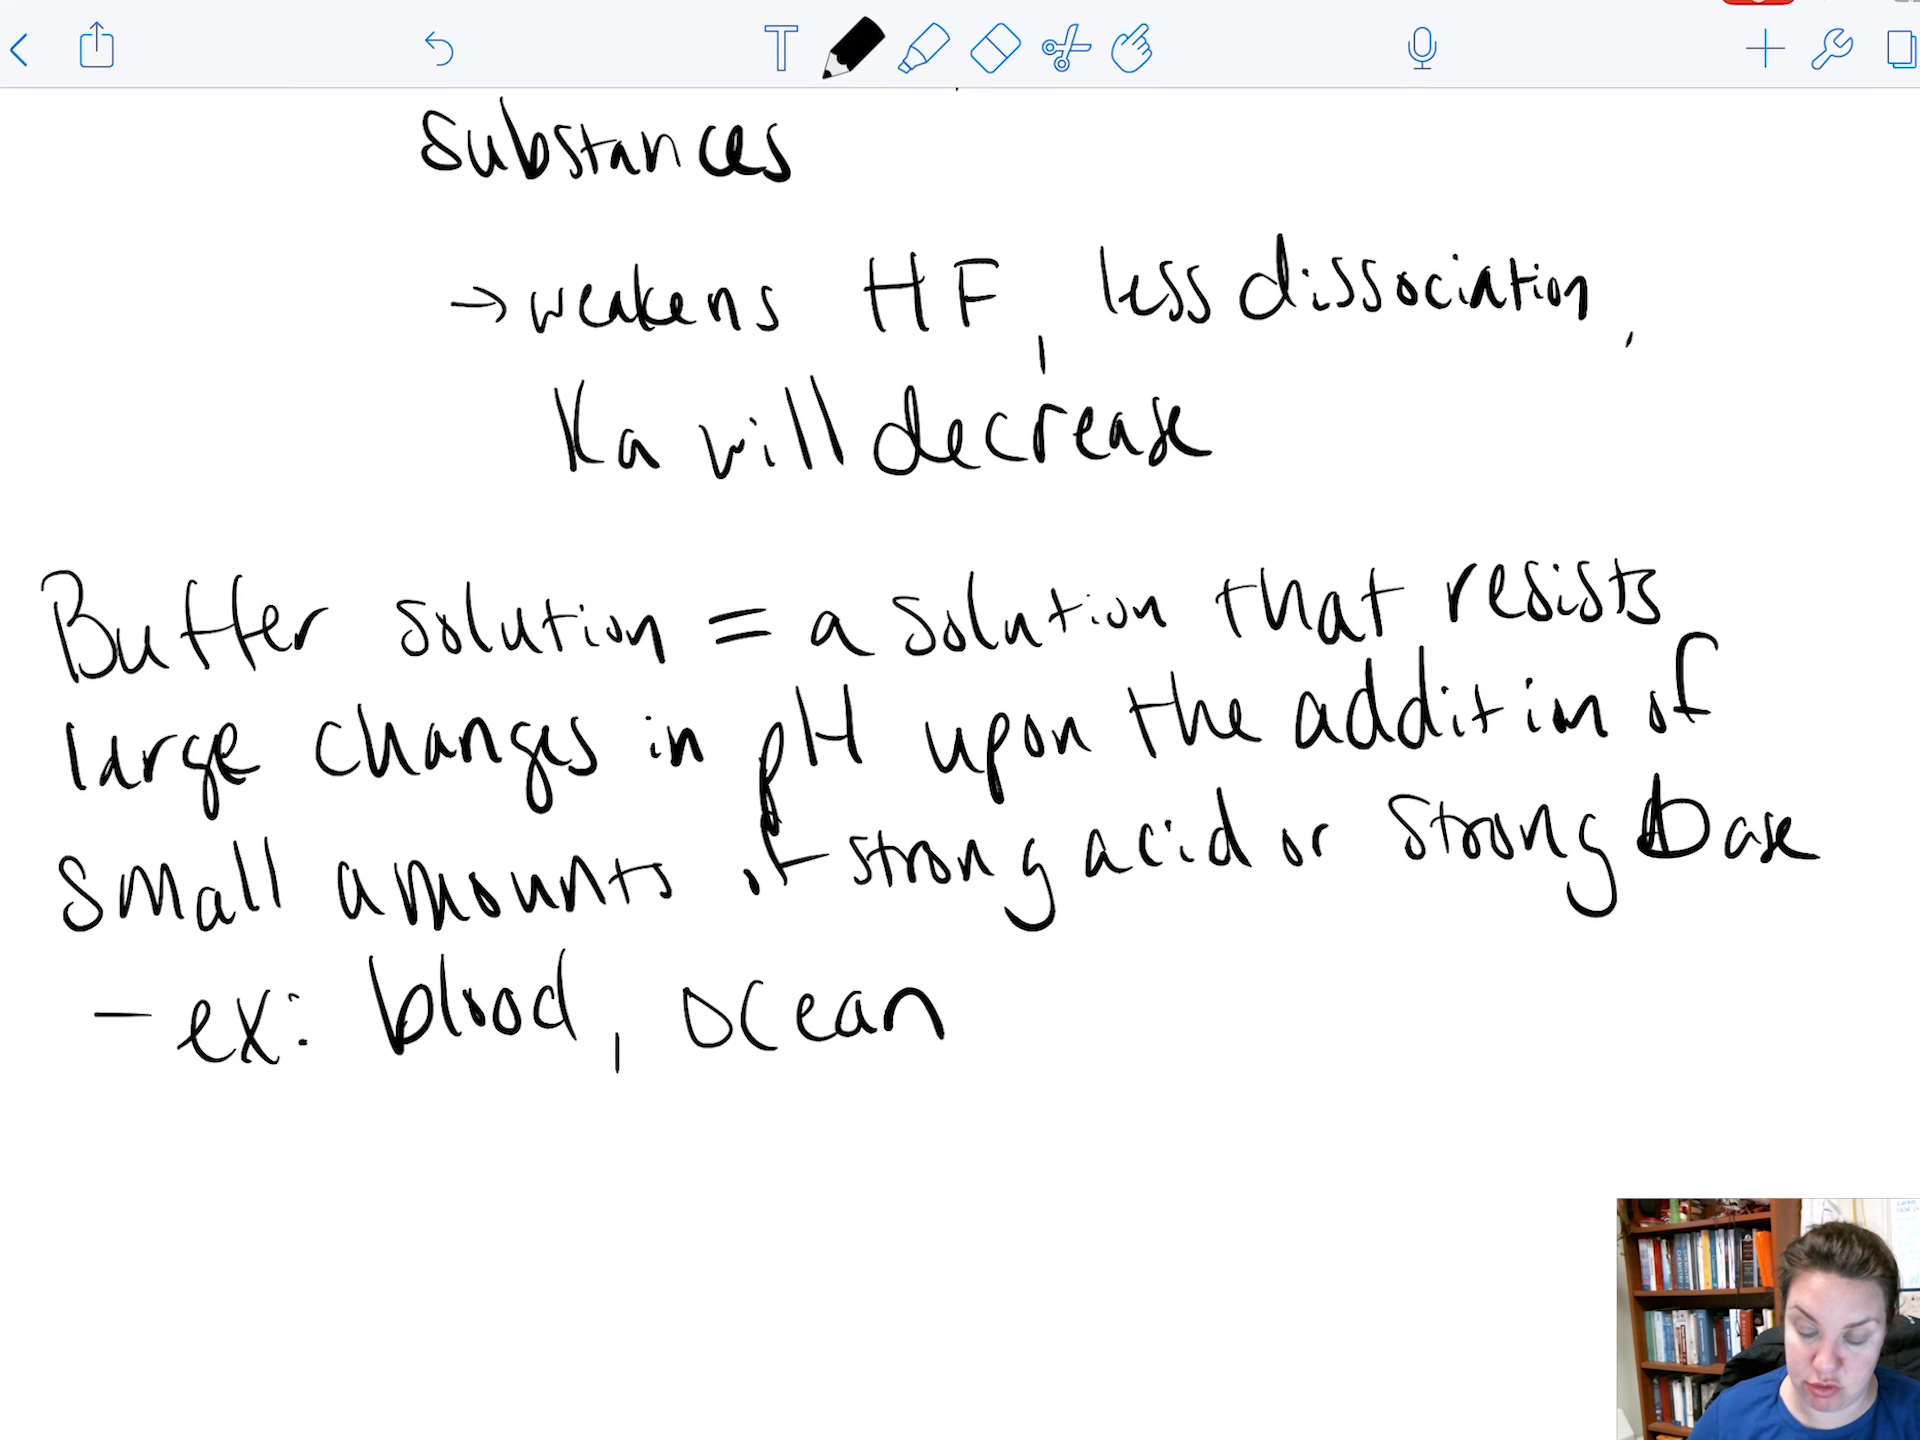 substances
→ weakens HF, less dissociation,
Ka will decrease
Buffer solution = a solution that resists
large changes in pH upon the addition of
small amounts of strong acid or strong base
- ex: blood, ocean